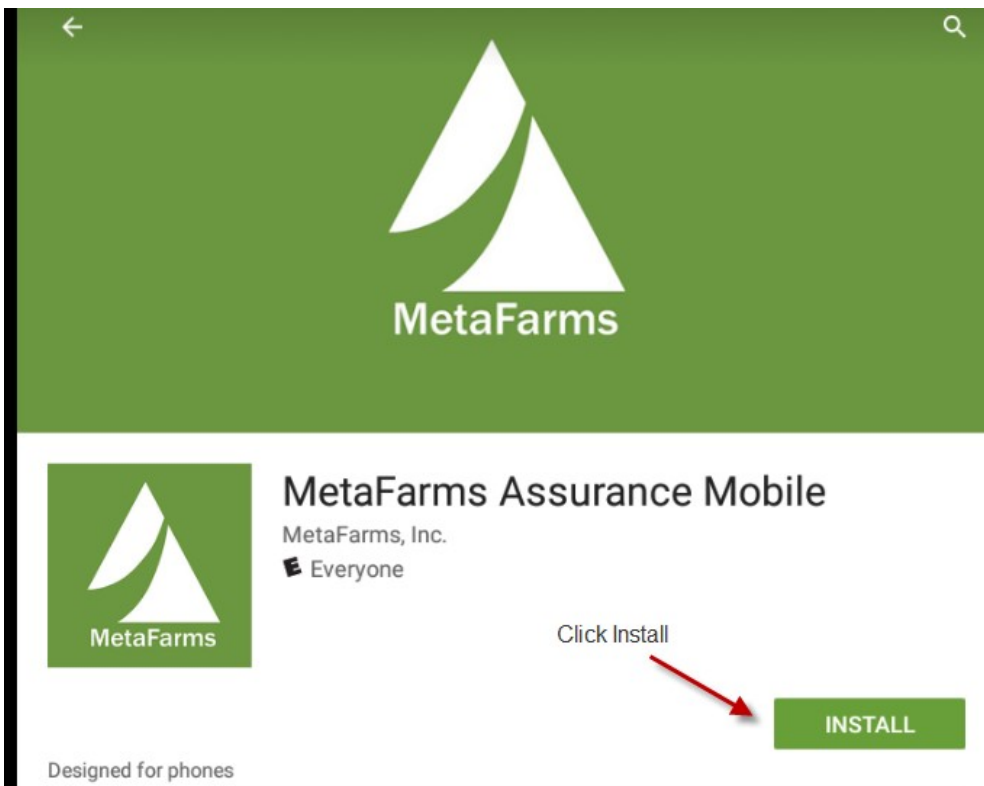 MetaFarms
MetaFarms Assurance Mobile
MetaFarms, Inc.
E Everyone
MetaFarms
Click Install
INSTALL
Designed for phones